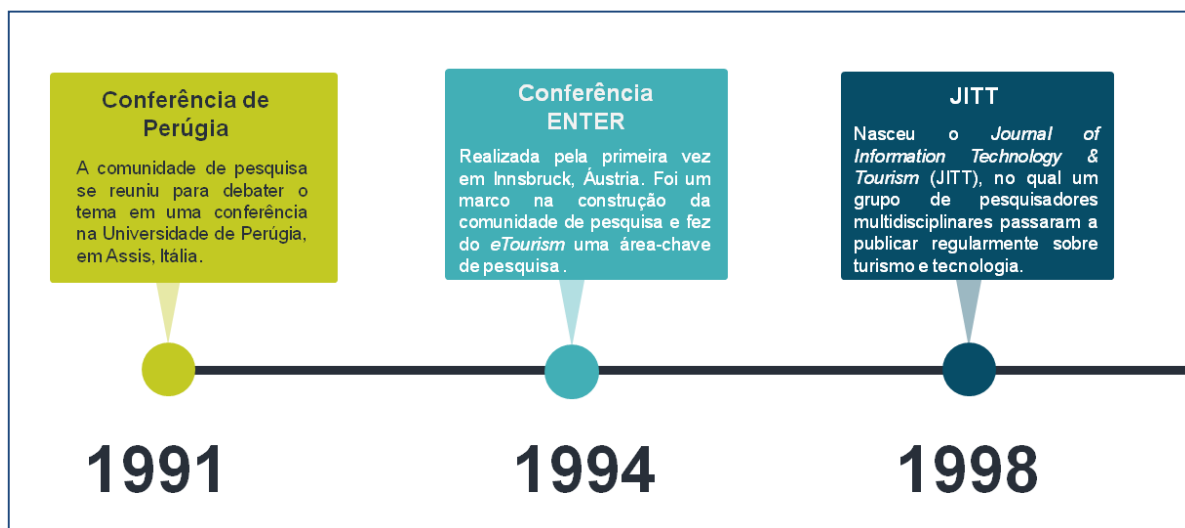 Conferência de
Perúgia
A comunidade de pesquisa
se reuniu para debater o
tema em uma conferência
na Universidade de Perúgia,
em Assis, Itália.
Conferência
ENTER
Realizada pela primeira vez
em Innsbruck, Áustria. Foi um
marco na construção da
comunidade de pesquisa e fez
do eTourism uma área-chave
de pesquisa .
JITT
Nasceu o Journal of
Information Technology &
Tourism (JITT), no qual um
grupo de pesquisadores
multidisciplinares passaram a
publicar regularmente sobre
turismo e tecnologia.
1991
1994
1998